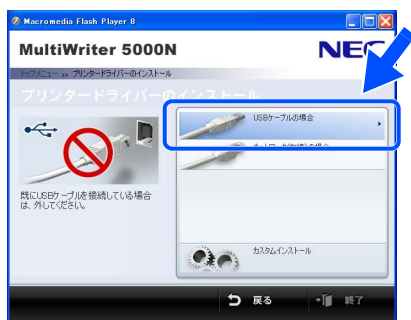 Macromedia Flash Player 8
MultiWriter 5000N
NEC
トップメニュー >> プリンタードライバーのインストール
プリンタードライバーのインストール
USBケーブルの場合
既にUSBケーブルを接続している場合
は、外してください。
カスタムインストール
戻る
終了